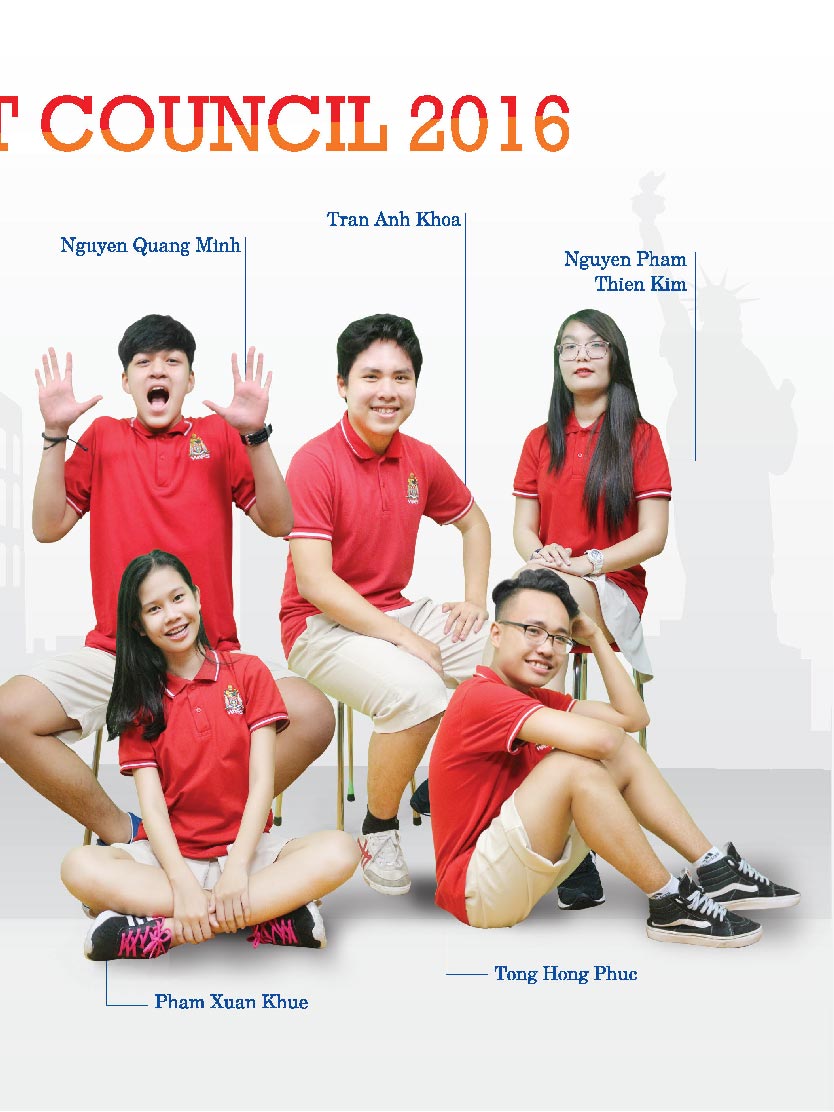 T COUNCIL 2016
Tran Anh Khoa
Nguyen Quang Minh
Nguyen Pham
Thien Kim
Tong Hong Phuc
Pham Xuan Khue